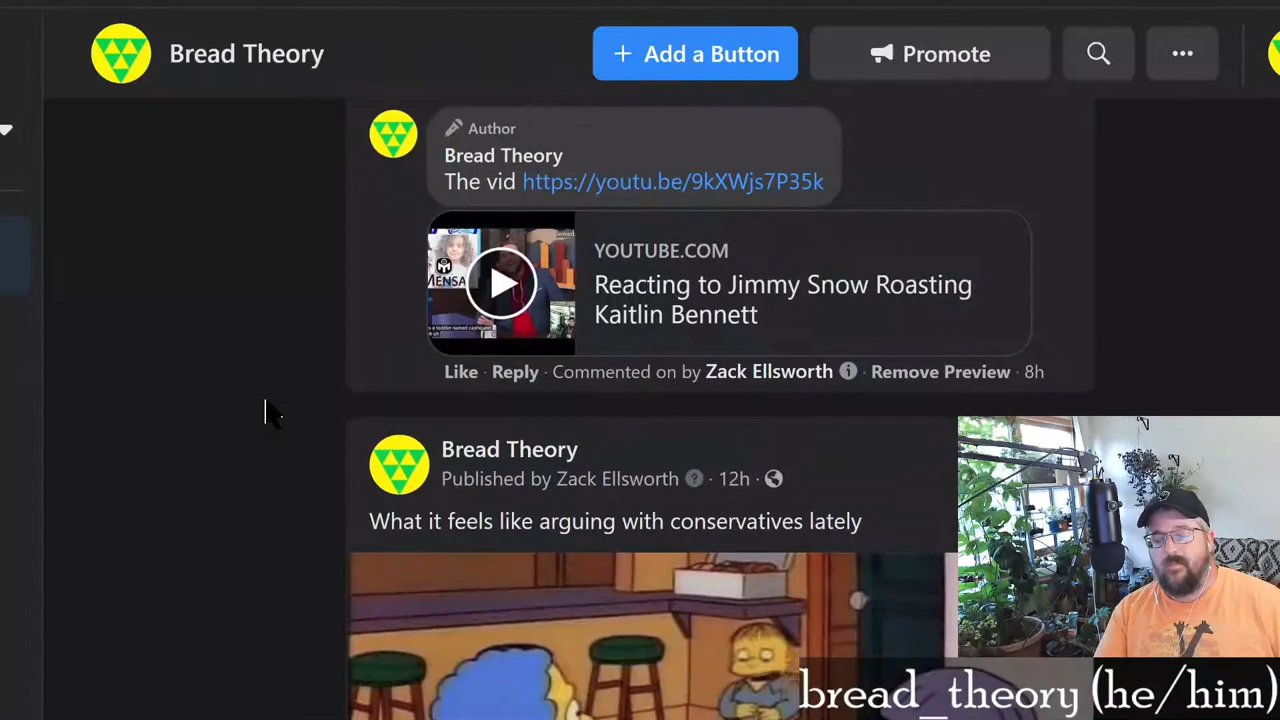 Bread Theory
+ Add a Button
Promote
Author
Bread Theory
The vid https://youtu.be/9kXWjs7P35k
MENSA
YOUTUBE.COM
Reacting to Jimmy Snow Roasting
Kaitlin Bennett
Like · Reply · Commented on by Zack Ellsworth · Remove Preview · 8h
Bread Theory
Published by Zack Ellsworth · 12h ·
What it feels like arguing with conservatives lately
bread_theory (he/him)